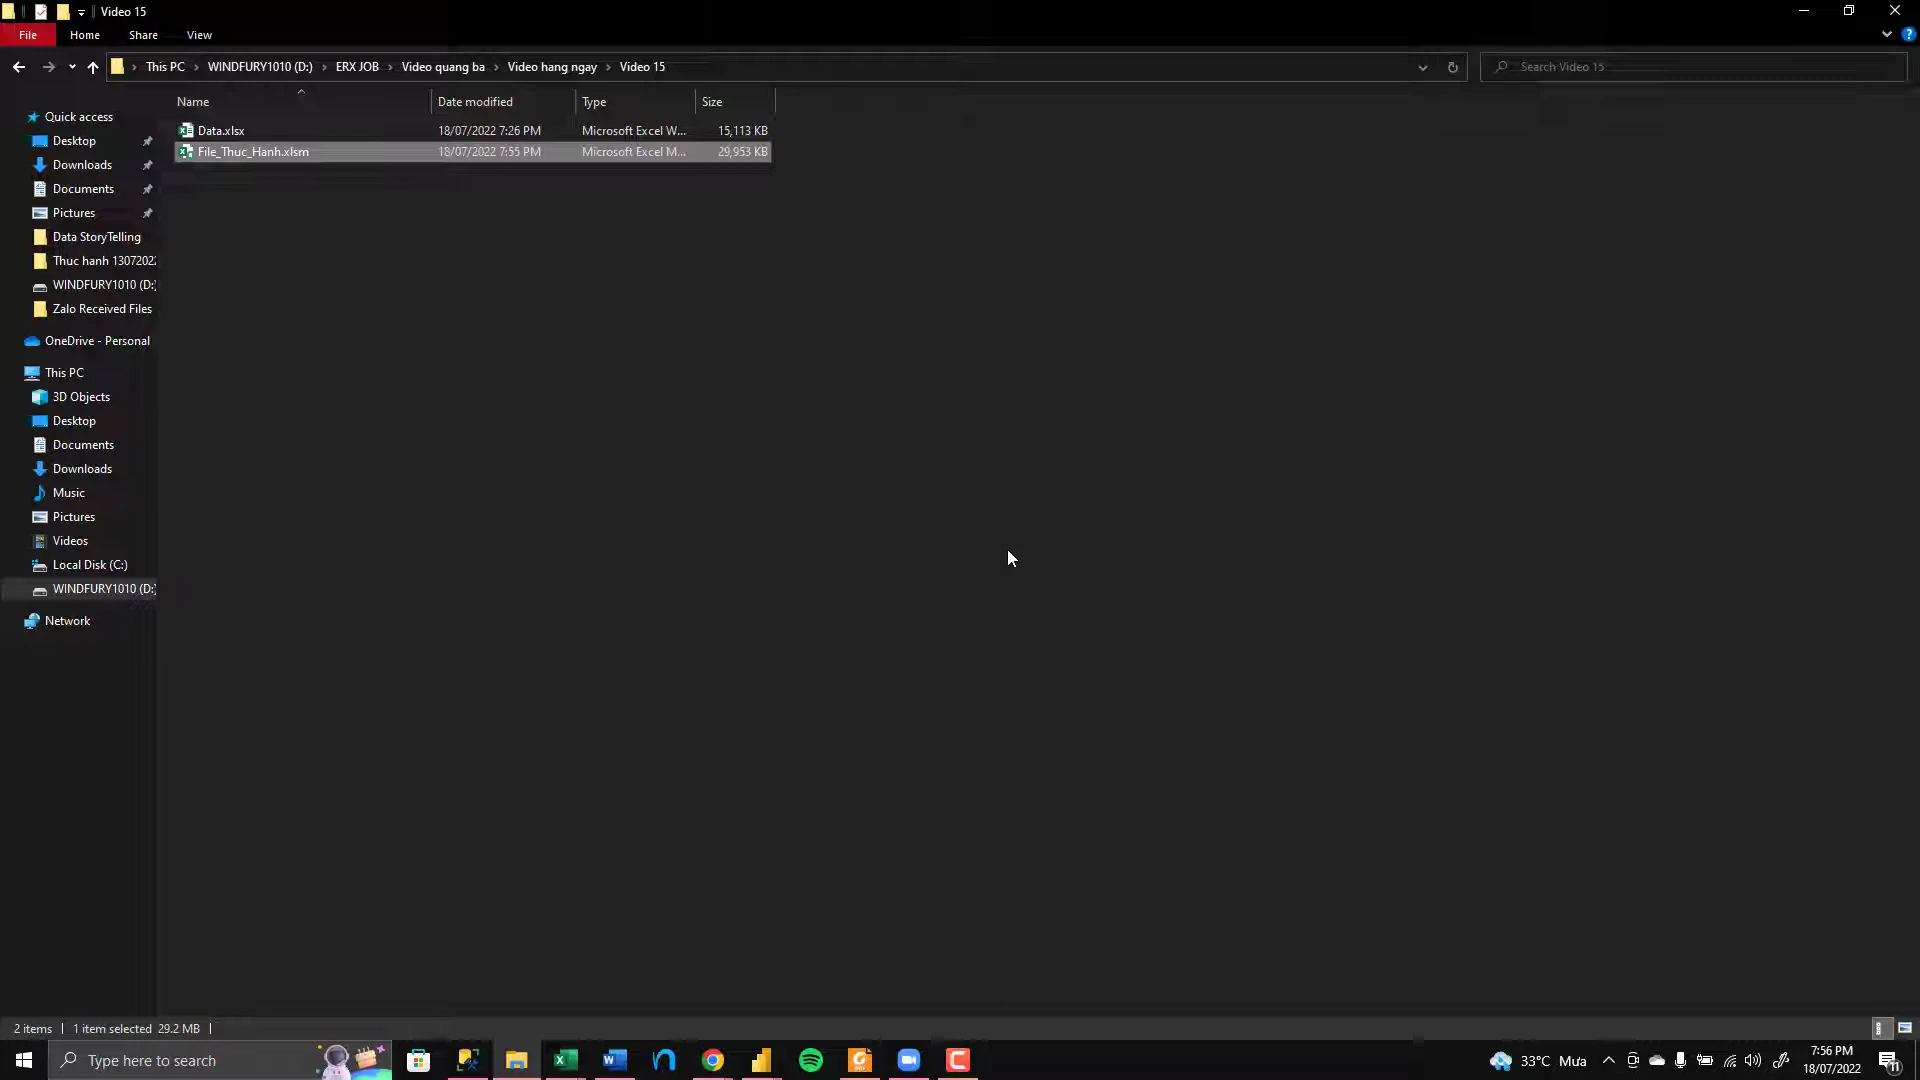 Video 15
File Home Share View
This PC WINDFURY1010 (D:) ERX JOB Video quang ba Video hang ngay Video 15
Search Video 15
Name Date modified Type Size
Data.xlsx 18/07/2022 7:26 PM Microsoft Excel W... 15,113 KB
File_Thuc_Hanh.xlsm 18/07/2022 7:55 PM Microsoft Excel M... 29,953 KB
Quick access
Desktop
Downloads
Documents
Pictures
Data StoryTelling
Thuc hanh 13072022
WINDFURY1010 (D:)
Zalo Received Files
OneDrive - Personal
This PC
3D Objects
Desktop
Documents
Downloads
Music
Pictures
Videos
Local Disk (C:)
WINDFURY1010 (D:)
Network
2 items 1 item selected 29.2 MB
Type here to search
33°C Mưa
7:56 PM
18/07/2022
11